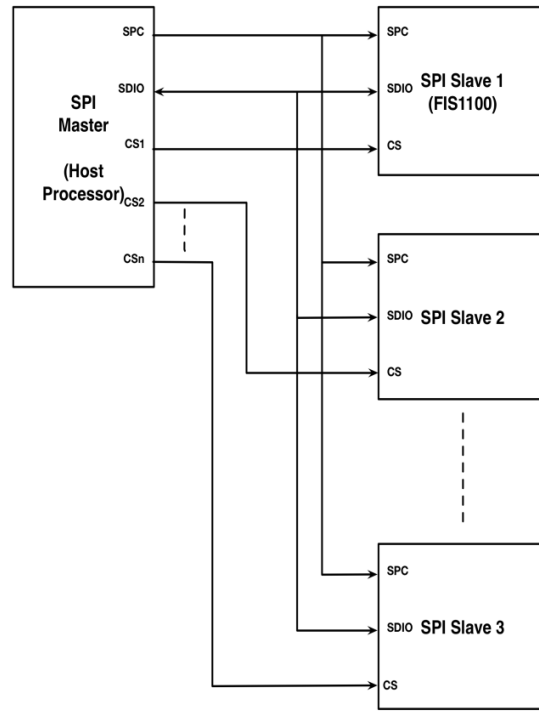 SPC
SDIO
SPI
Master
CS1
(Host
Processor)
CS2
CSn
SPC
SDIO
SPI Slave 1
(FIS1100)
CS
SPC
SDIO
SPI Slave 2
CS
SPC
SDIO
SPI Slave 3
CS